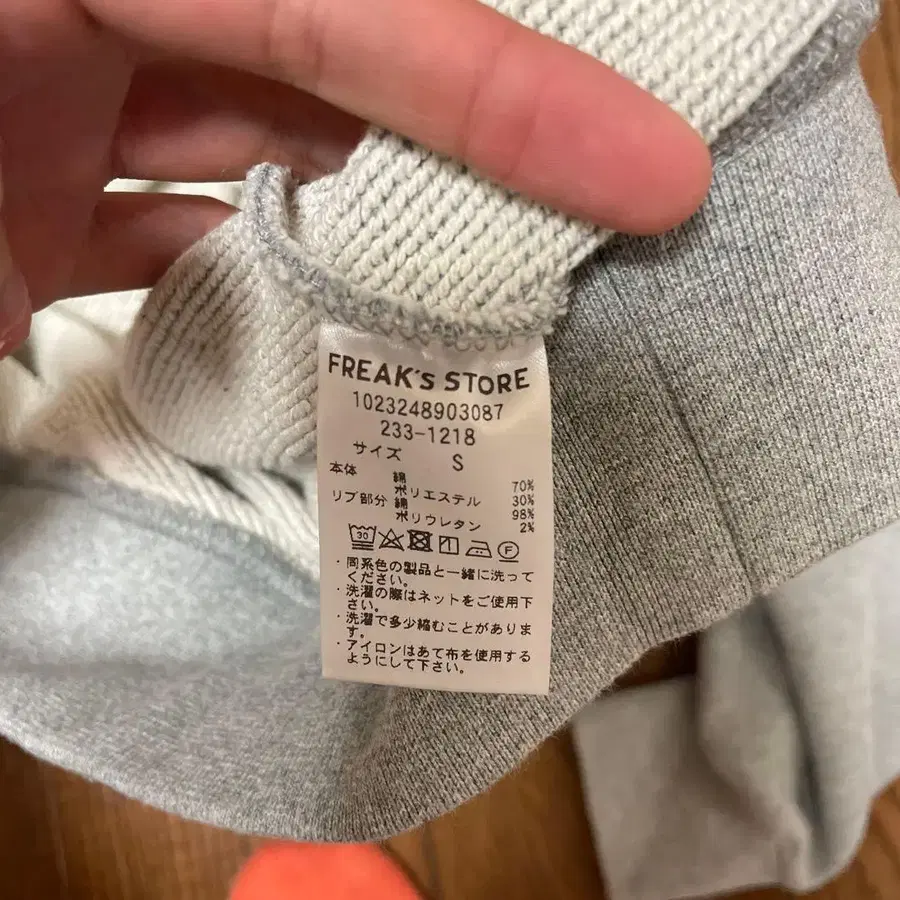 FREAK's STORE
1023248903087
233-1218
サイズ S
本体 綿 70%
ポリエステル 30%
リブ部分 綿 98%
ポリウレタン 2%
30 F
・同系色の製品と一緒に洗って
ください。
・洗濯の際はネットをご使用下
さい。
・洗濯で多少縮むことがありま
す。
・アイロンはあて布を使用する
ようにして下さい。